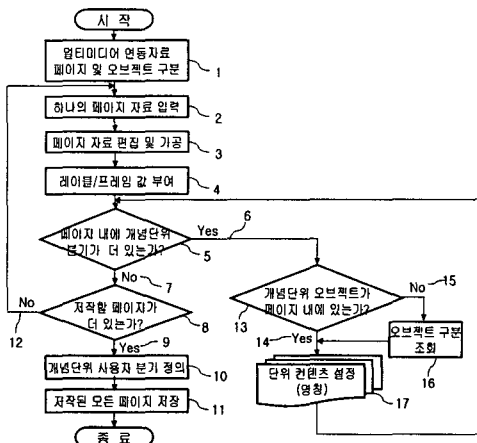 시 작
멀티미디어 연동자료
페이지 및 오브젝트 구분
1
하나의 페이지 자료 입력
2
페이지 자료 편집 및 가공
3
레이블/프레임 값 부여
4
페이지 내에 개념단위
분기가 더 있는가?
5
Yes
6
No
7
저작할 페이지가
더 있는가?
8
No
12
Yes
9
개념단위 사용자 분기 정의
10
저작된 모든 페이지 저장
11
종 료
개념단위 오브젝트가
페이지 내에 있는가?
13
No
15
14
Yes
오브젝트 구분
조회
16
단위 컨텐츠 설정
(명칭)
17